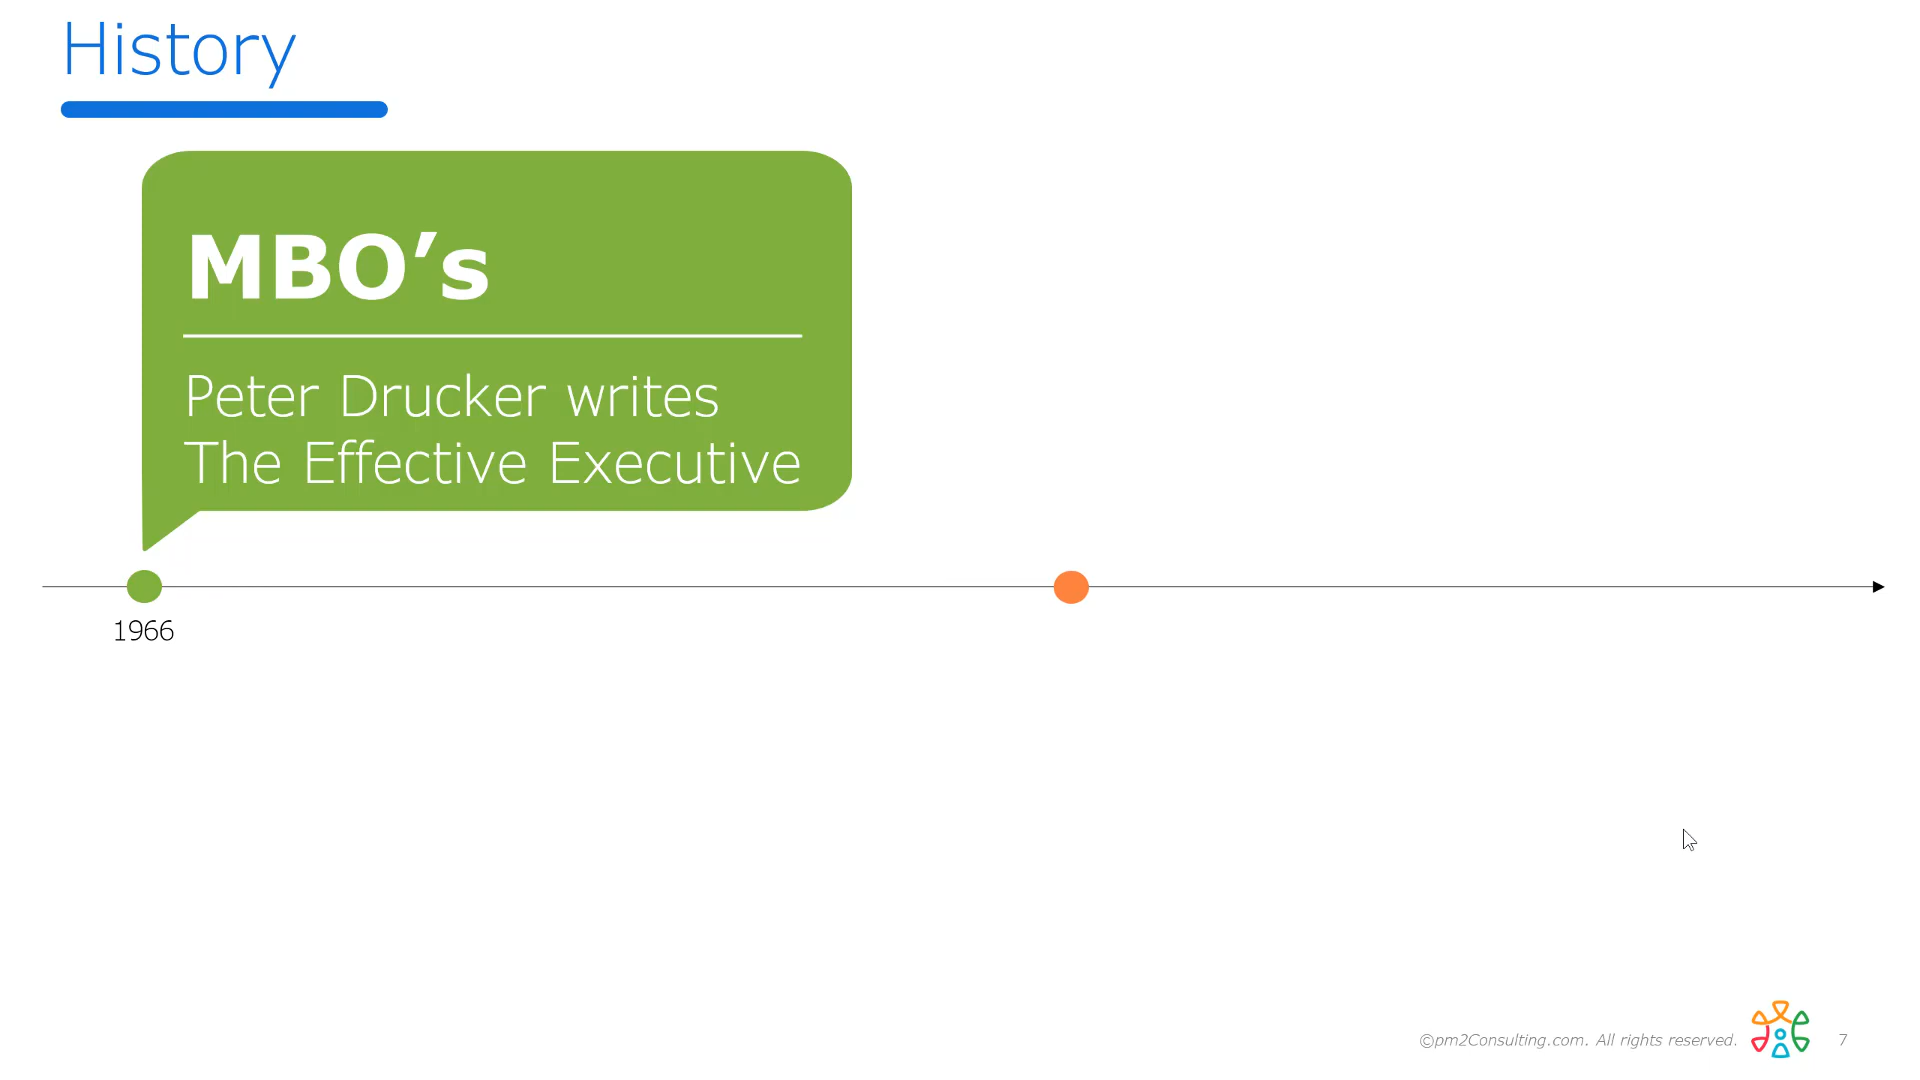 History
MBO’s
Peter Drucker writes
The Effective Executive
1966
©pm2Consulting.com. All rights reserved.
7